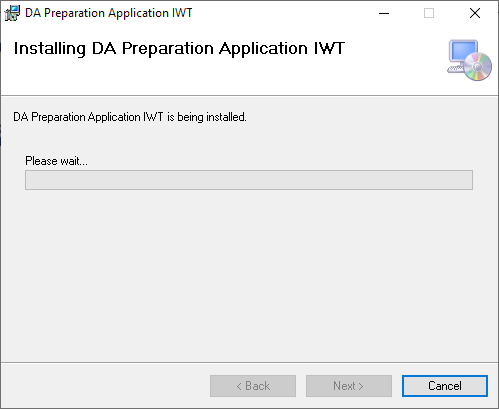 DA Preparation Application IWT
Installing DA Preparation Application IWT
DA Preparation Application IWT is being installed.
Please wait...
< Back
Next >
Cancel